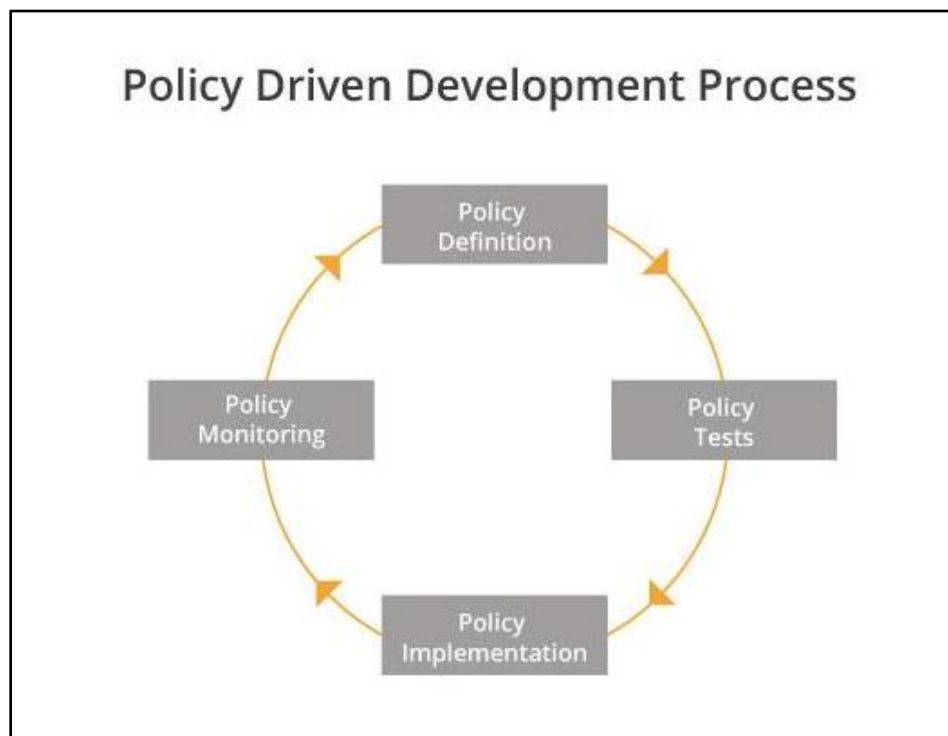 Policy Driven Development Process
Policy
Definition
Policy
Tests
Policy
Implementation
Policy
Monitoring